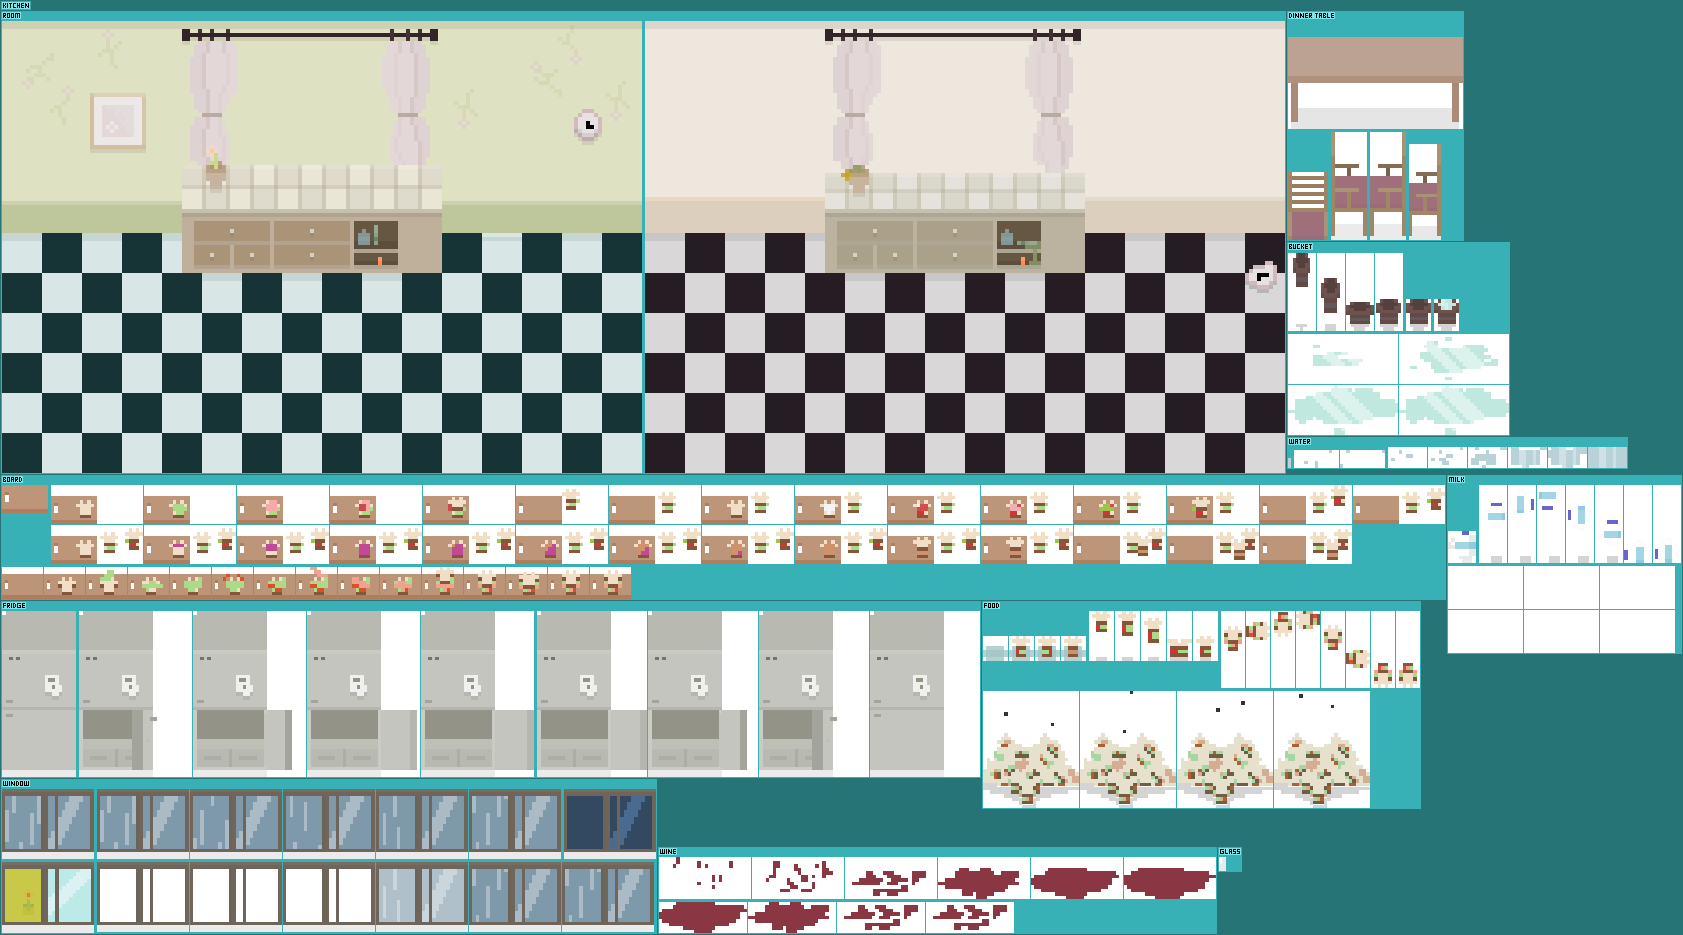 KITCHEN
ROOM
DINNER TABLE
BUCKET
WATER
BOARD
MILK
FRIDGE
FOOD
WINDOW
WINE
GLASS